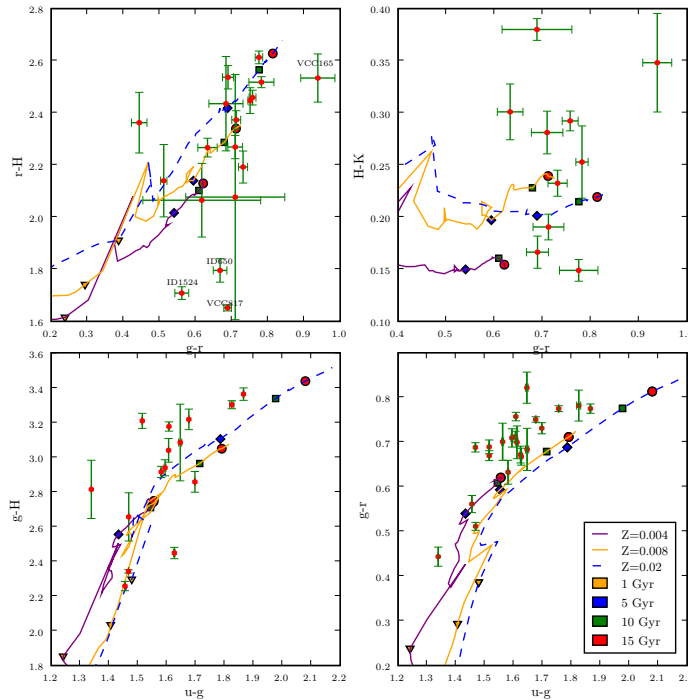 2.8
2.6
2.4
2.2
2.0
1.8
1.6
r-H
VCC165
ID650
ID1524
VCC817
0.2 0.3 0.4 0.5 0.6 0.7 0.8 0.9 1.0
g-r
0.40
0.35
0.30
0.25
0.20
0.15
0.10
H-K
0.4 0.5 0.6 0.7 0.8 0.9 1.0
g-r
3.6
3.4
3.2
3.0
2.8
2.6
2.4
2.2
2.0
1.8
g-H
1.2 1.3 1.4 1.5 1.6 1.7 1.8 1.9 2.0 2.1 2.2
u-g
0.9
0.8
0.7
0.6
0.5
0.4
0.3
0.2
g-r
Z=0.004
Z=0.008
Z=0.02
1 Gyr
5 Gyr
10 Gyr
15 Gyr
1.2 1.3 1.4 1.5 1.6 1.7 1.8 1.9 2.0 2.1 2.2
u-g